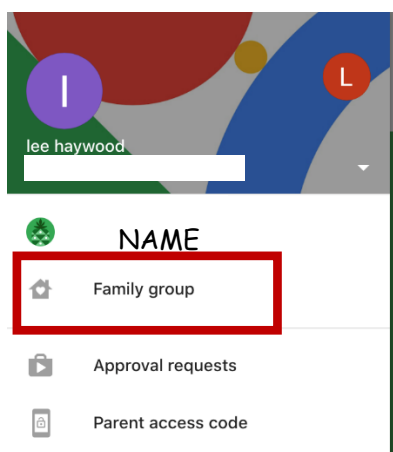 L
l
lee haywood
NAME
Family group
Approval requests
Parent access code